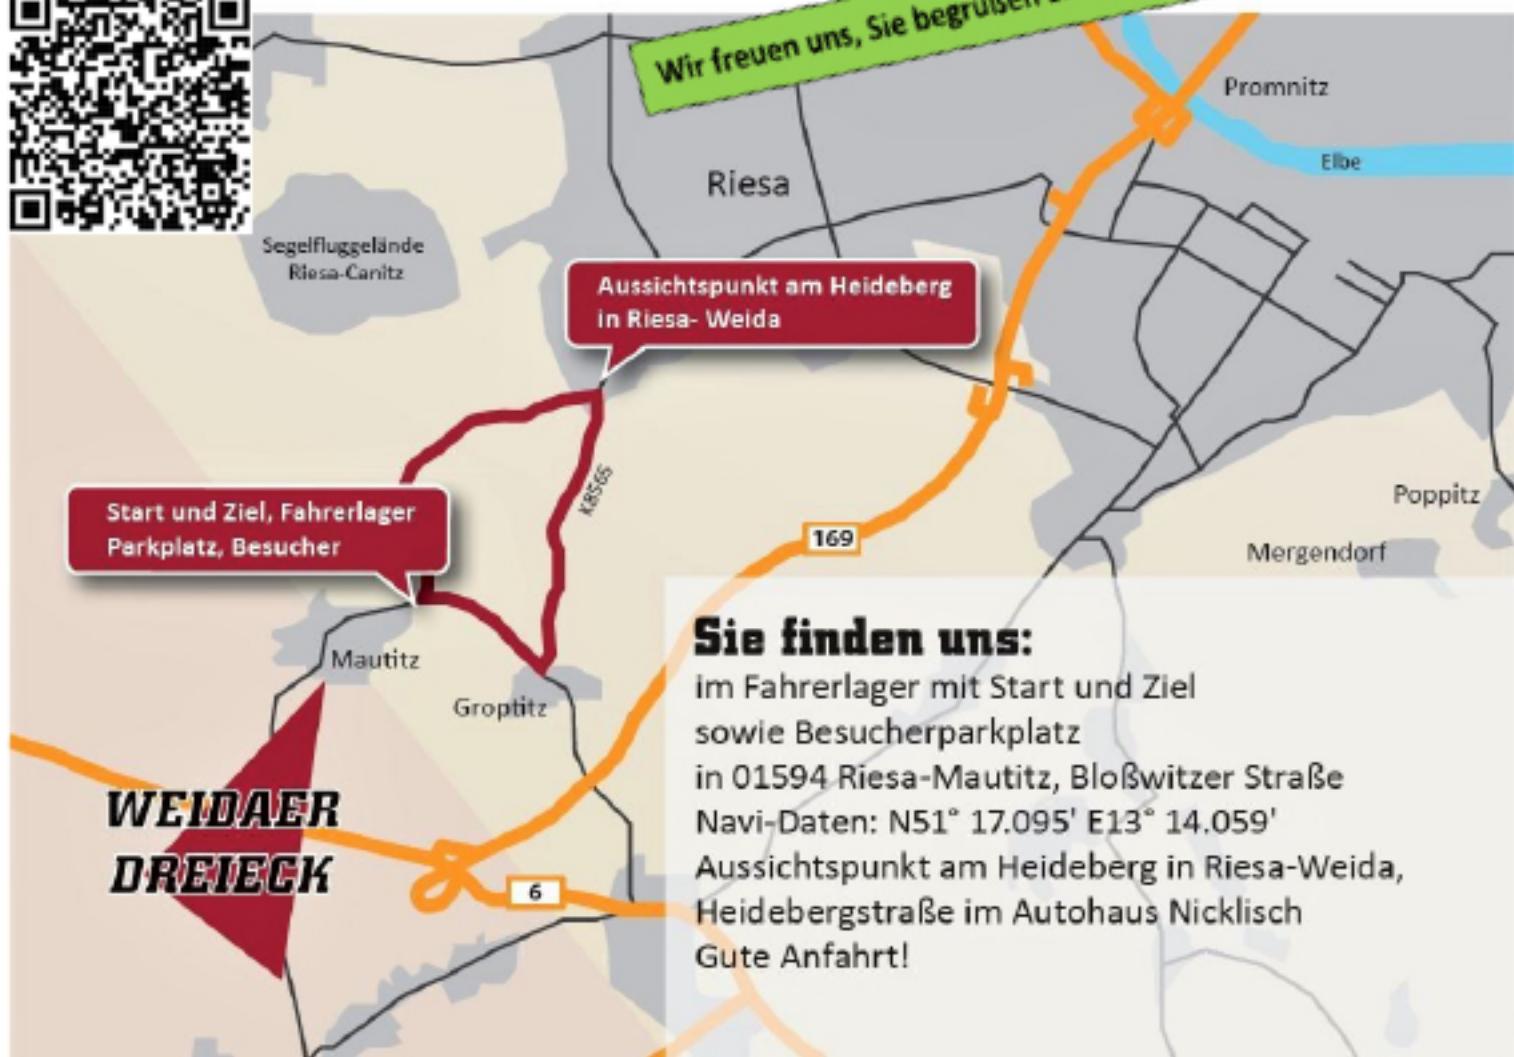 Wir freuen uns, Sie begrüßen
Promnitz
Elbe
Riesa
Segelfluggelände
Riesa-Canitz
Aussichtspunkt am Heideberg
in Riesa- Weida
K8565
Start und Ziel, Fahrerlager
Parkplatz, Besucher
169
Poppitz
Mergendorf
Mautitz
Groptitz
WEIDAER
DREIECK
6
Sie finden uns:
im Fahrerlager mit Start und Ziel
sowie Besucherparkplatz
in 01594 Riesa-Mautitz, Bloßwitzer Straße
Navi-Daten: N51° 17.095' E13° 14.059'
Aussichtspunkt am Heideberg in Riesa-Weida,
Heidebergstraße im Autohaus Nicklisch
Gute Anfahrt!